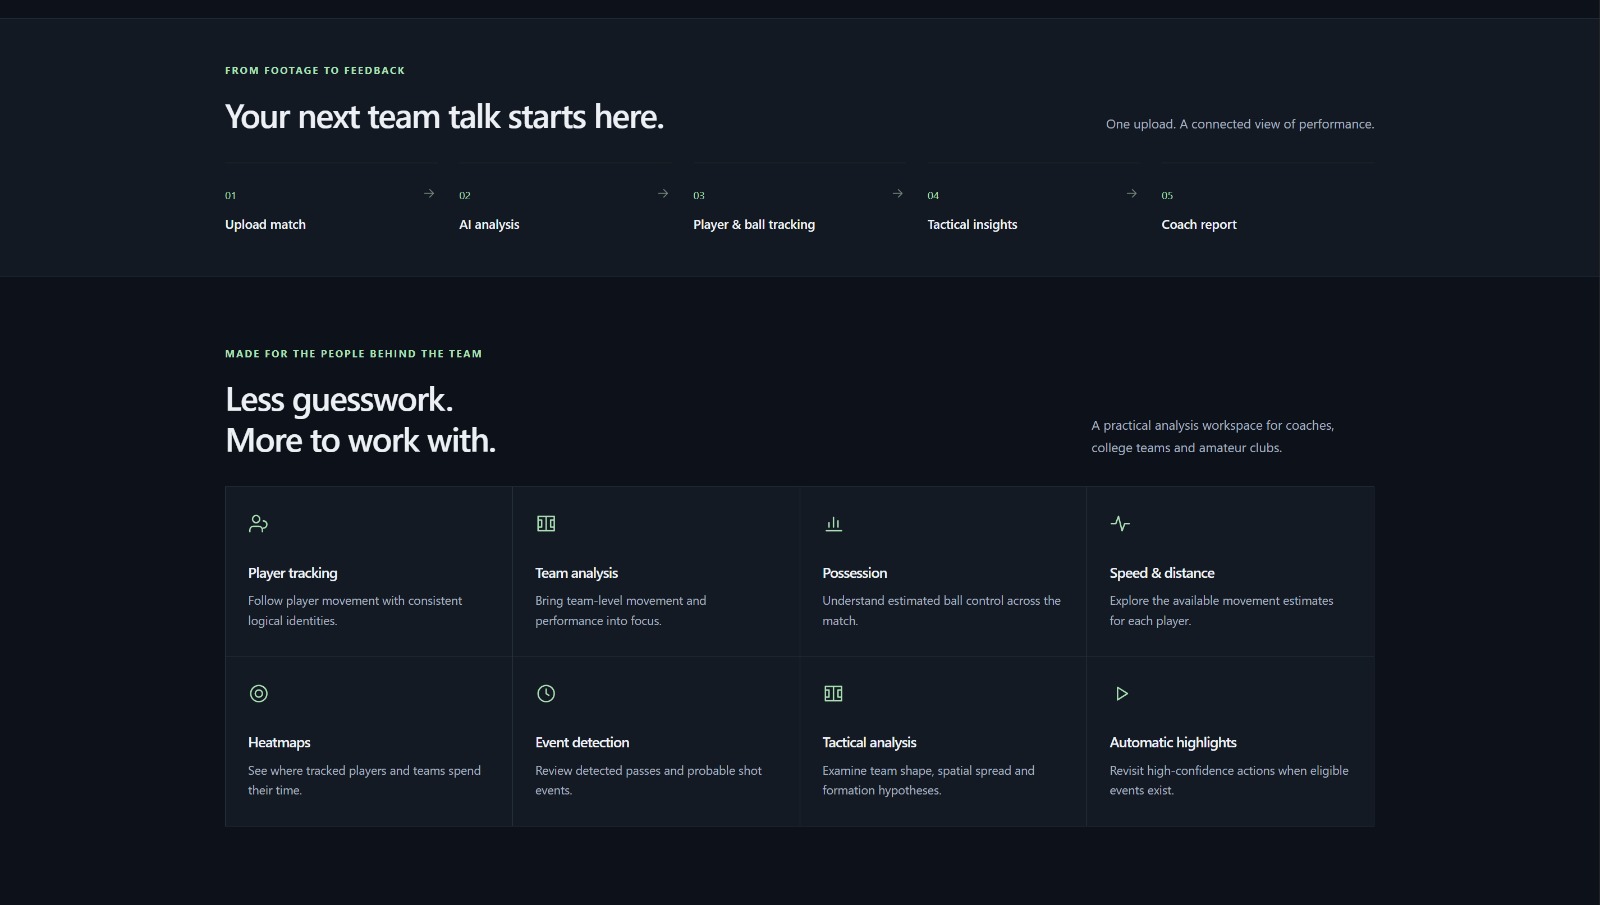 FROM FOOTAGE TO FEEDBACK
Your next team talk starts here.
One upload. A connected view of performance.
01
Upload match
02
AI analysis
03
Player & ball tracking
04
Tactical insights
05
Coach report
MADE FOR THE PEOPLE BEHIND THE TEAM
Less guesswork.
More to work with.
A practical analysis workspace for coaches,
college teams and amateur clubs.
Player tracking
Follow player movement with consistent
logical identities.
Team analysis
Bring team-level movement and
performance into focus.
Possession
Understand estimated ball control across the
match.
Speed & distance
Explore the available movement estimates
for each player.
Heatmaps
See where tracked players and teams spend
their time.
Event detection
Review detected passes and probable shot
events.
Tactical analysis
Examine team shape, spatial spread and
formation hypotheses.
Automatic highlights
Revisit high-confidence actions when eligible
events exist.